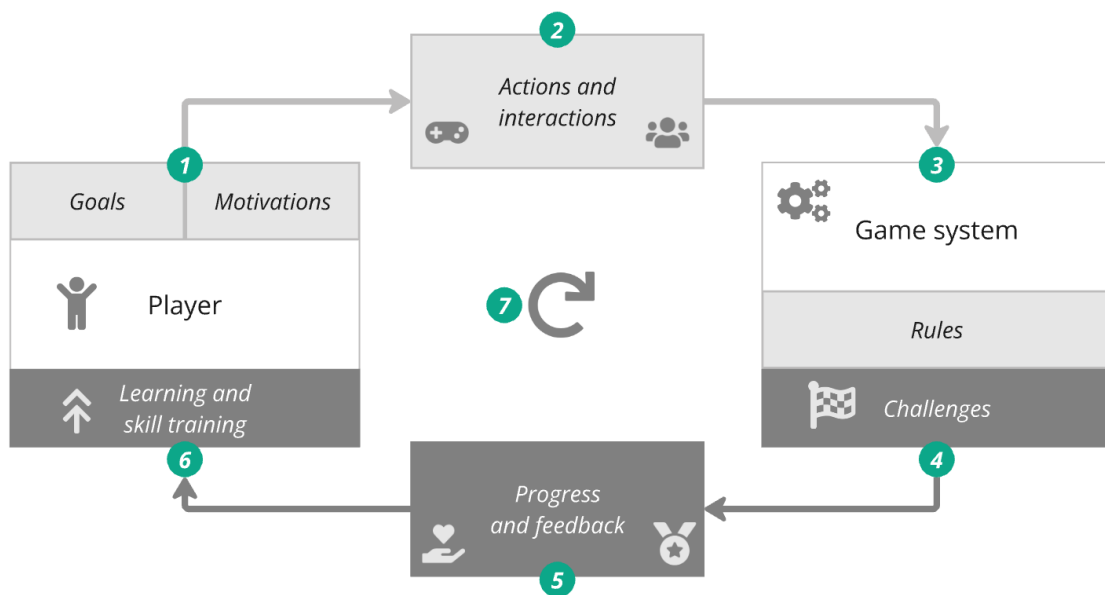 2
Actions and
interactions
1
Goals
Motivations
Player
Learning and
skill training
6
3
Game system
Rules
Challenges
4
7
Progress
and feedback
5